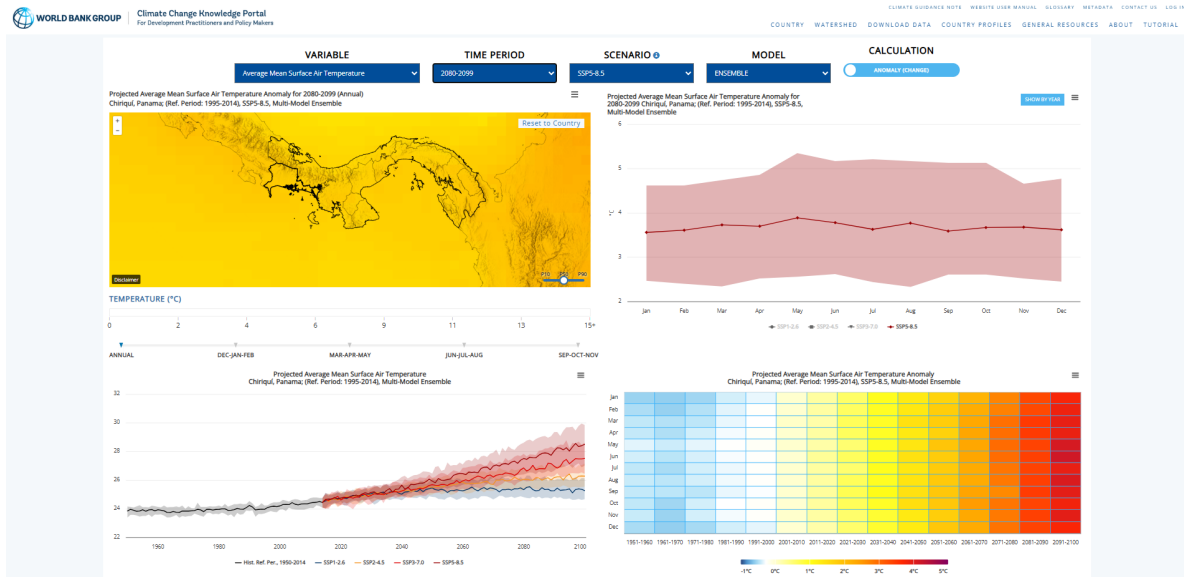 WORLD BANK GROUP
Climate Change Knowledge Portal
For Development Practitioners and Policy Makers
CLIMATE GUIDANCE NOTE WEBSITE USER MANUAL GLOSSARY METADATA CONTACT US LOG IN
COUNTRY WATERSHED DOWNLOAD DATA COUNTRY PROFILES GENERAL RESOURCES ABOUT TUTORIAL
VARIABLE TIME PERIOD SCENARIO MODEL CALCULATION
Average Mean Surface Air Temperature 2080-2099 SSP5-8.5 ENSEMBLE ANOMALY (CHANGE)
Projected Average Mean Surface Air Temperature Anomaly for 2080-2099 (Annual)
Chiriquí, Panama; (Ref. Period: 1995-2014), SSP5-8.5, Multi-Model Ensemble
+
-
Reset to Country
Disclaimer
P10 P50 P90
TEMPERATURE (°C)
0 2 4 6 9 11 13 15+
ANNUAL DEC-JAN-FEB MAR-APR-MAY JUN-JUL-AUG SEP-OCT-NOV
Projected Average Mean Surface Air Temperature Anomaly for
2080-2099 Chiriquí, Panama; (Ref. Period: 1995-2014), SSP5-8.5,
Multi-Model Ensemble
SHOW BY YEAR
6
5
°C
4
3
2
Jan Feb Mar Apr May Jun Jul Aug Sep Oct Nov Dec
SSP1-2.6 SSP2-4.5 SSP3-7.0 SSP5-8.5
Projected Average Mean Surface Air Temperature
Chiriquí, Panama; (Ref. Period: 1995-2014), Multi-Model Ensemble
32
30
28
26
24
22
1960 1980 2000 2020 2040 2060 2080 2100
Hist. Ref. Per., 1950-2014 SSP1-2.6 SSP2-4.5 SSP3-7.0 SSP5-8.5
Projected Average Mean Surface Air Temperature Anomaly
Chiriquí, Panama; (Ref. Period: 1995-2014), SSP5-8.5, Multi-Model Ensemble
Jan
Feb
Mar
Apr
May
Jun
Jul
Aug
Sep
Oct
Nov
Dec
1951-1960 1961-1970 1971-1980 1981-1990 1991-2000 2001-2010 2011-2020 2021-2030 2031-2040 2041-2050 2051-2060 2061-2070 2071-2080 2081-2090 2091-2100
-1°C 0°C 1°C 2°C 3°C 4°C 5°C